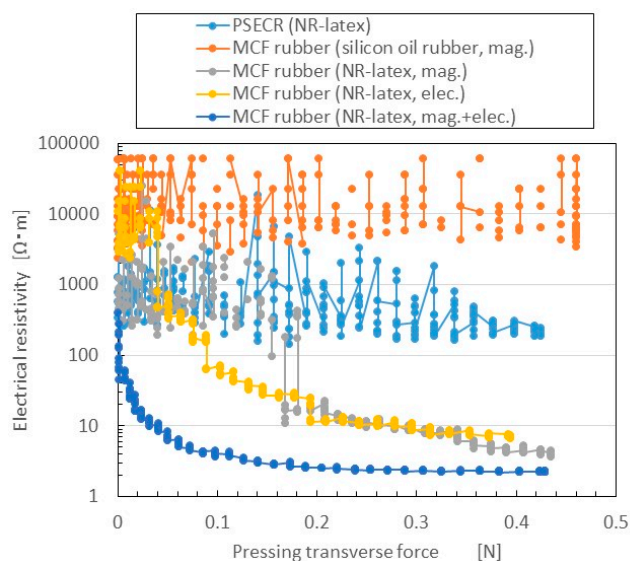 PSECR (NR-latex)
MCF rubber (silicon oil rubber, mag.)
MCF rubber (NR-latex, mag.)
MCF rubber (NR-latex, elec.)
MCF rubber (NR-latex, mag.+elec.)
100000
10000
1000
100
10
1
Electrical resistivity [Ω·m]
0 0.1 0.2 0.3 0.4 0.5
Pressing transverse force [N]